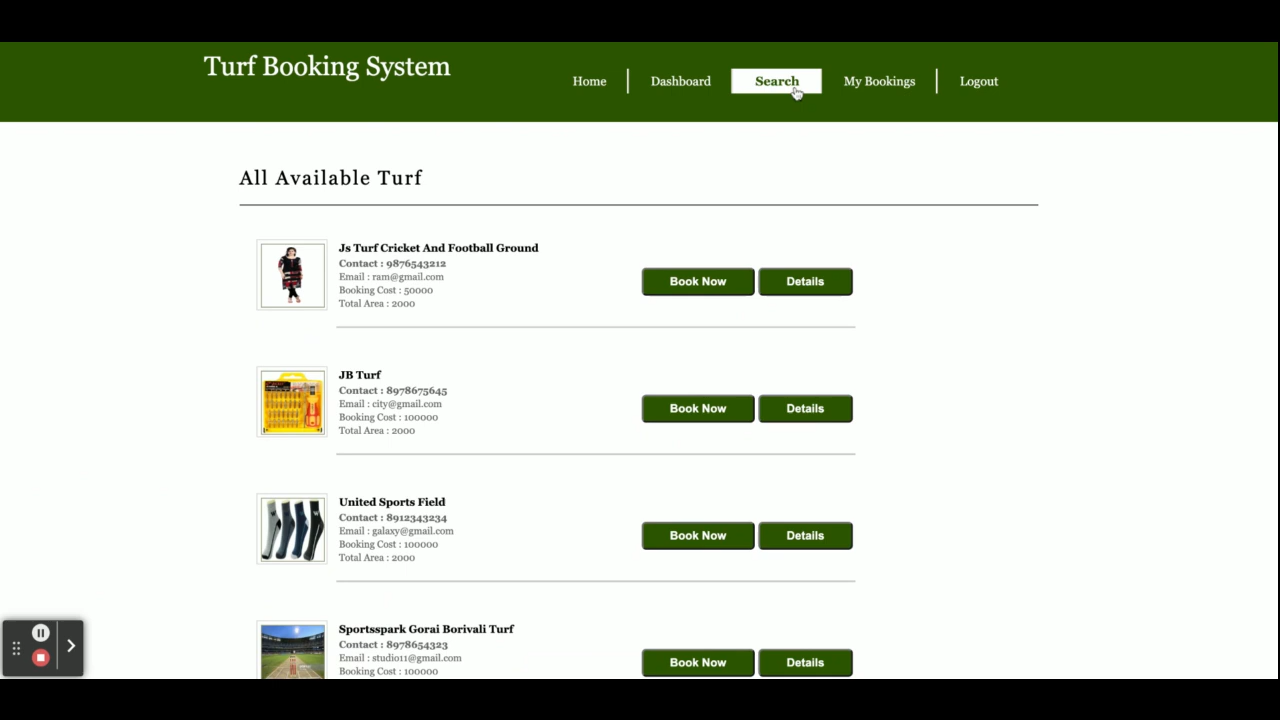 Turf Booking System
Home
Dashboard
Search
My Bookings
Logout
All Available Turf
Js Turf Cricket And Football Ground
Contact : 9876543212
Email : ram@gmail.com
Booking Cost : 50000
Total Area : 2000
Book Now
Details
JB Turf
Contact : 8978675645
Email : city@gmail.com
Booking Cost : 100000
Total Area : 2000
Book Now
Details
United Sports Field
Contact : 8912343234
Email : galaxy@gmail.com
Booking Cost : 100000
Total Area : 2000
Book Now
Details
Sportsspark Gorai Borivali Turf
Contact : 8978654323
Email : studio11@gmail.com
Booking Cost : 100000
Book Now
Details